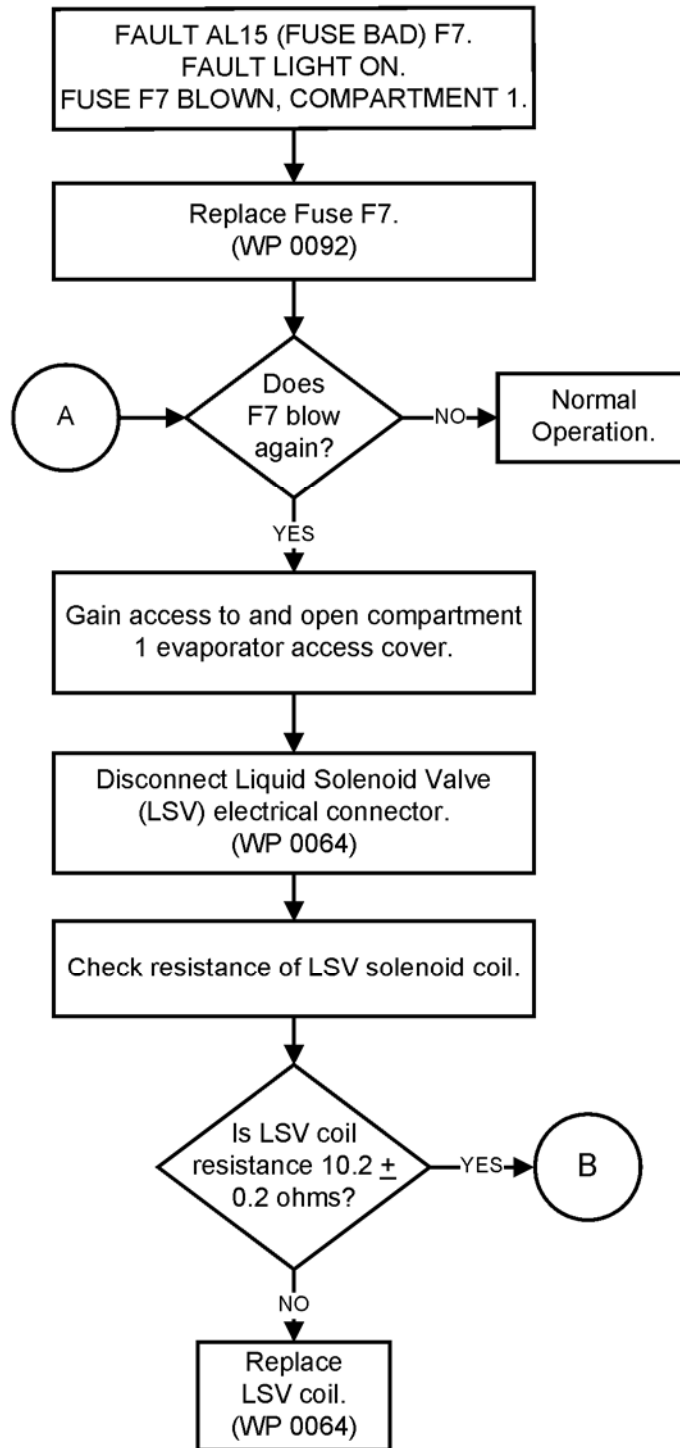 FAULT AL15 (FUSE BAD) F7.
FAULT LIGHT ON.
FUSE F7 BLOWN, COMPARTMENT 1.
Replace Fuse F7.
(WP 0092)
A
Does
F7 blow
again?
NO
Normal
Operation.
YES
Gain access to and open compartment
1 evaporator access cover.
Disconnect Liquid Solenoid Valve
(LSV) electrical connector.
(WP 0064)
Check resistance of LSV solenoid coil.
Is LSV coil
resistance 10.2 ±
0.2 ohms?
YES
B
NO
Replace
LSV coil.
(WP 0064)